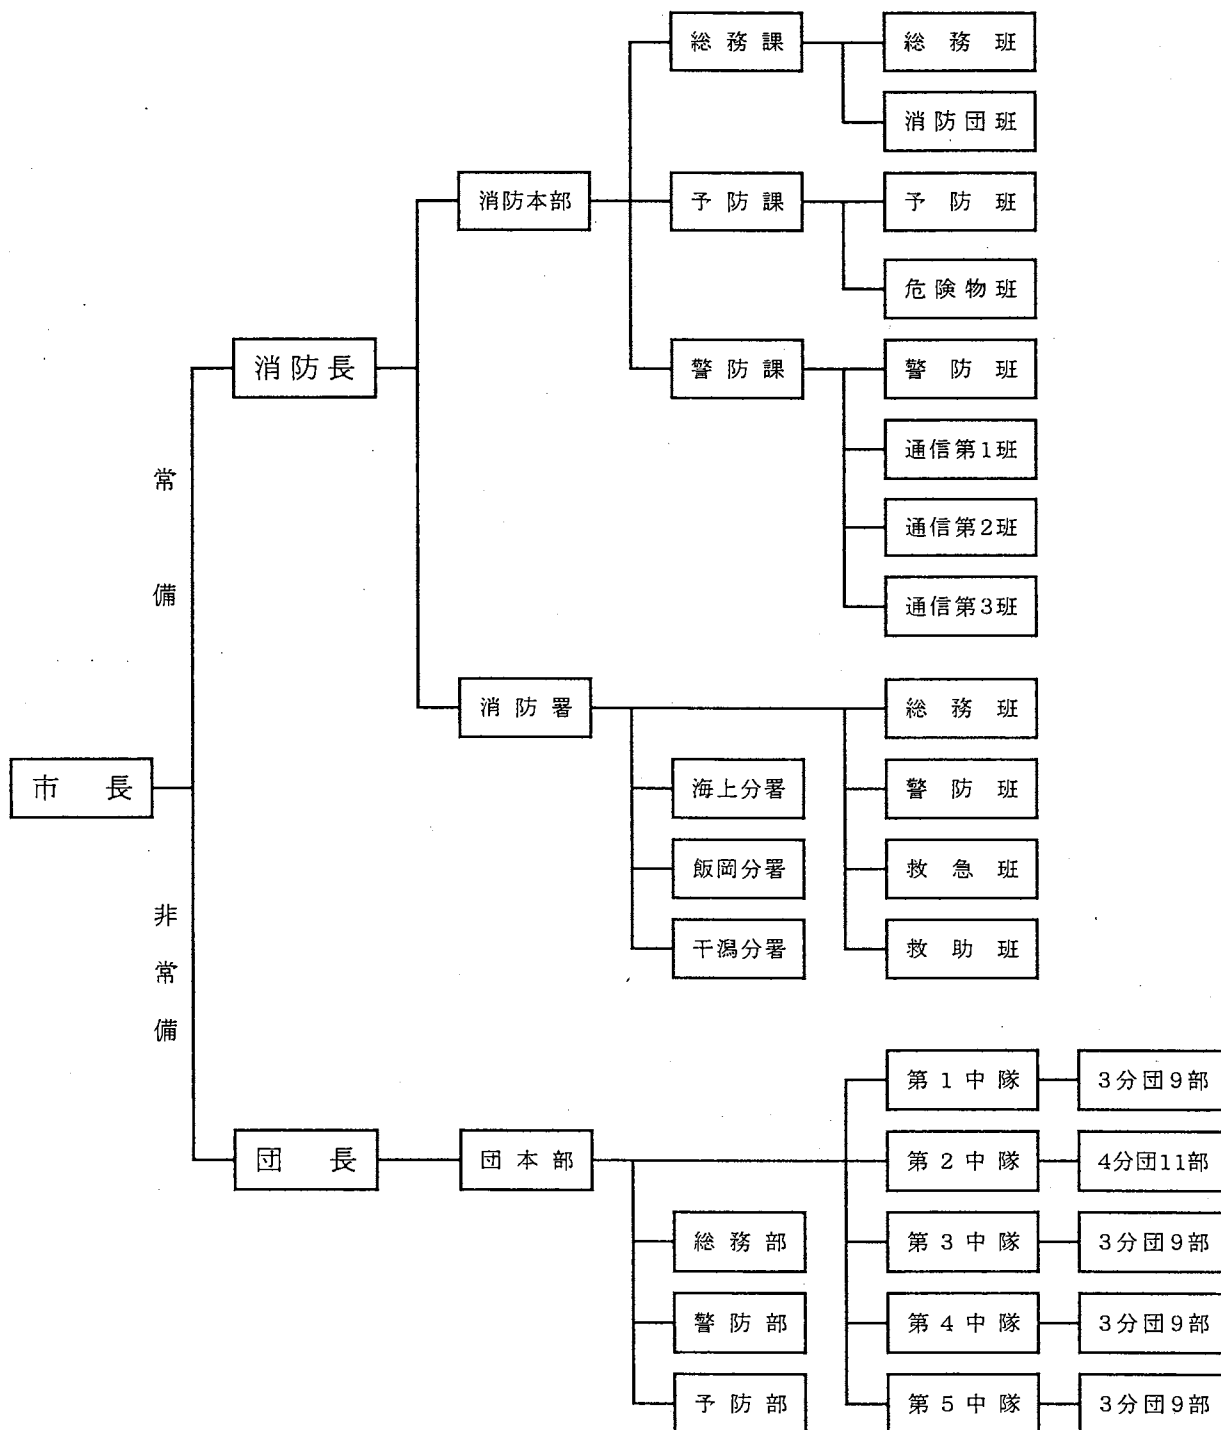 総務課
総務班
消防団班
消防本部
予防課
予防班
危険物班
消防長
警防課
警防班
通信第1班
通信第2班
通信第3班
常備
消防署
総務班
市長
海上分署
警防班
飯岡分署
救急班
干潟分署
救助班
非常備
団長
団本部
第1中隊
3分団9部
第2中隊
4分団11部
総務部
第3中隊
3分団9部
警防部
第4中隊
3分団9部
予防部
第5中隊
3分団9部